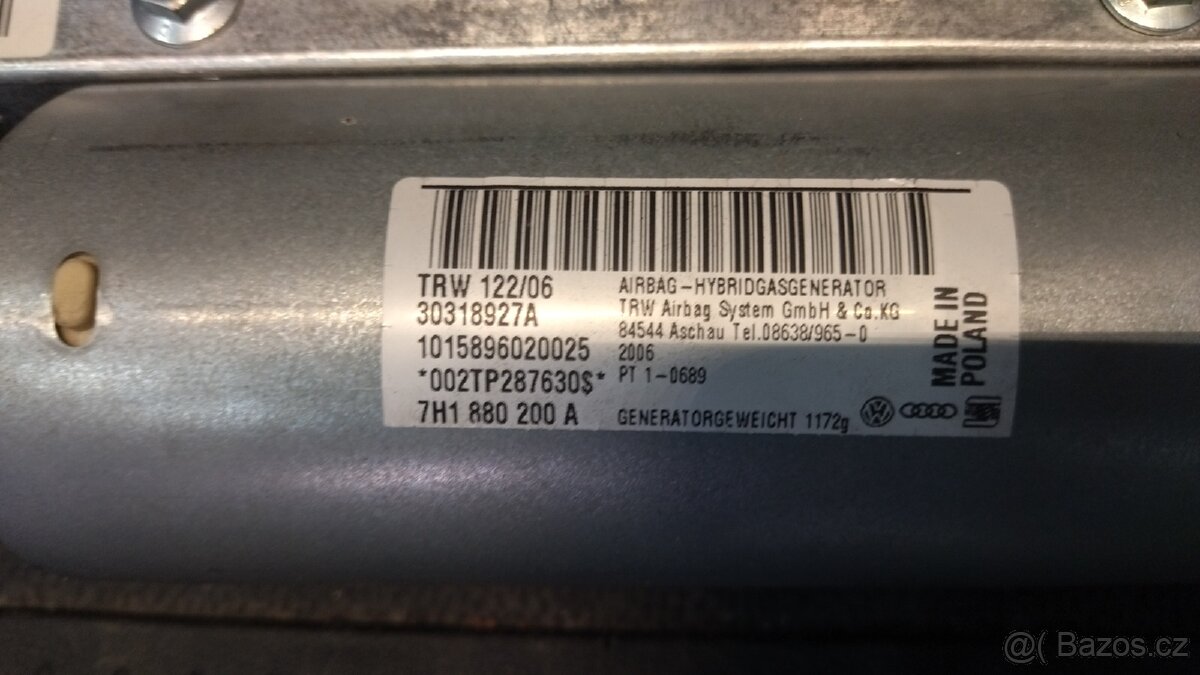 TRW 122/06
30318927A
1015896020025
*002TP287630$*
7H1 880 200 A
AIRBAG-HYBRIDGASGENERATOR
TRW Airbag System GmbH & Co.KG
84544 Aschau Tel.08638/965-0
2006
PT 1-0689
GENERATORGEWEICHT 1172g
MADE IN
POLAND
@( Bazos.cz